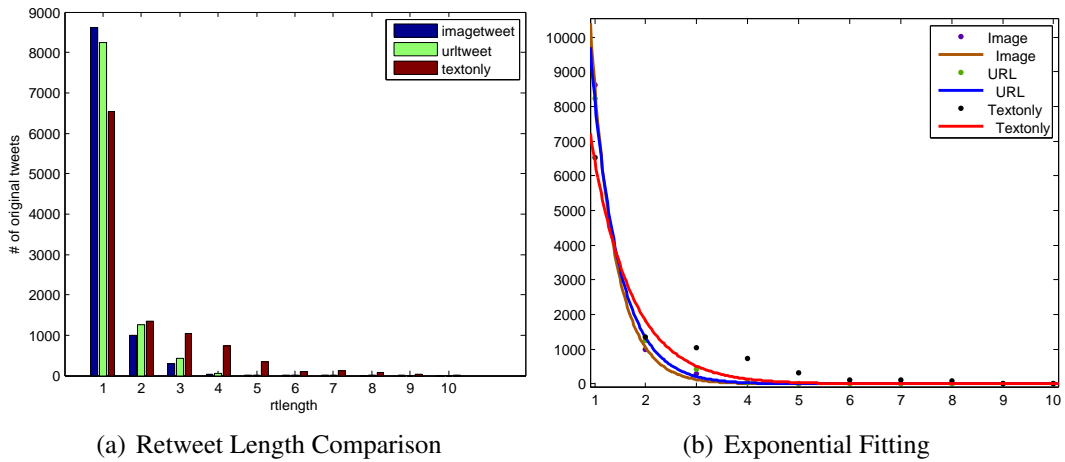 9000
8000
7000
6000
5000
4000
3000
2000
1000
0
# of original tweets
imagetweet
urltweet
textonly
1 2 3 4 5 6 7 8 9 10
rtlength
(a) Retweet Length Comparison
10000
9000
8000
7000
6000
5000
4000
3000
2000
1000
0
Image
Image
URL
URL
Textonly
Textonly
1 2 3 4 5 6 7 8 9 10
(b) Exponential Fitting